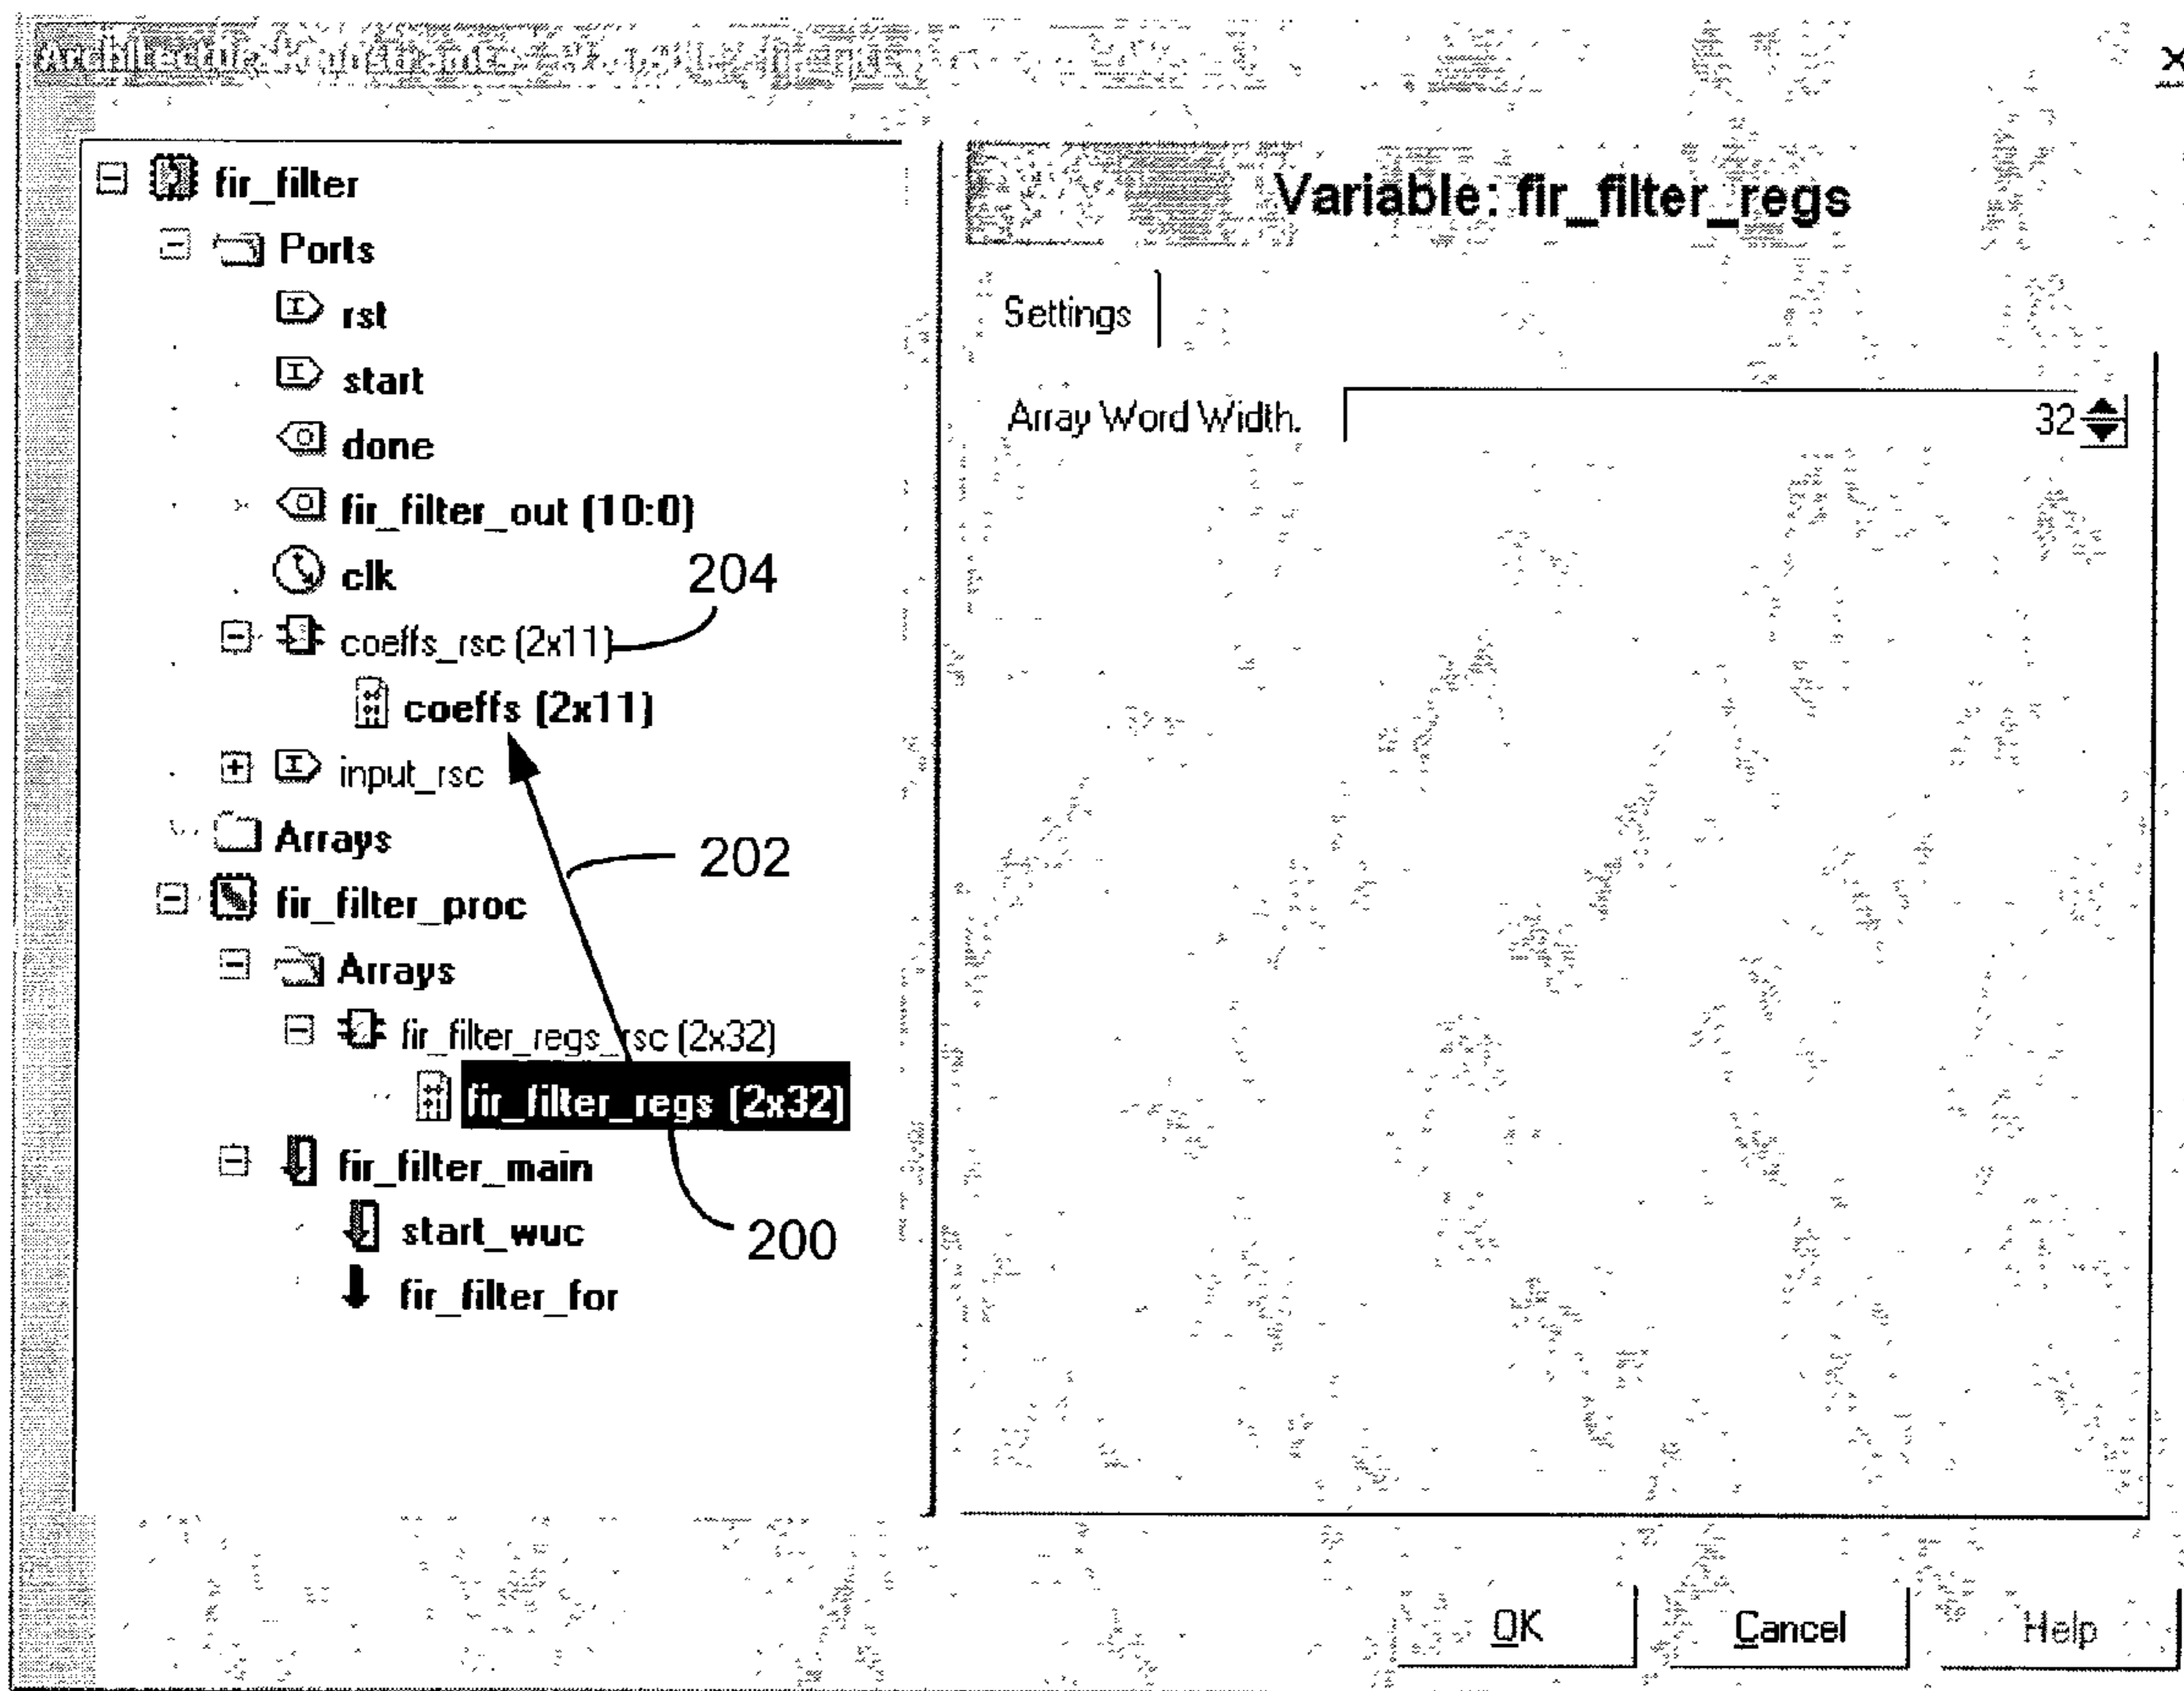 fir_filter
Ports
rst
start
done
fir_filter_out (10:0)
clk
204
coeffs_rsc (2x11)
coeffs (2x11)
input_rsc
Arrays
202
fir_filter_proc
Arrays
fir_filter_regs_rsc (2x32)
fir_filter_regs (2x32)
fir_filter_main
start_wuc
200
fir_filter_for
Variable: fir_filter_regs
Settings
Array Word Width.
32
OK
Cancel
Help